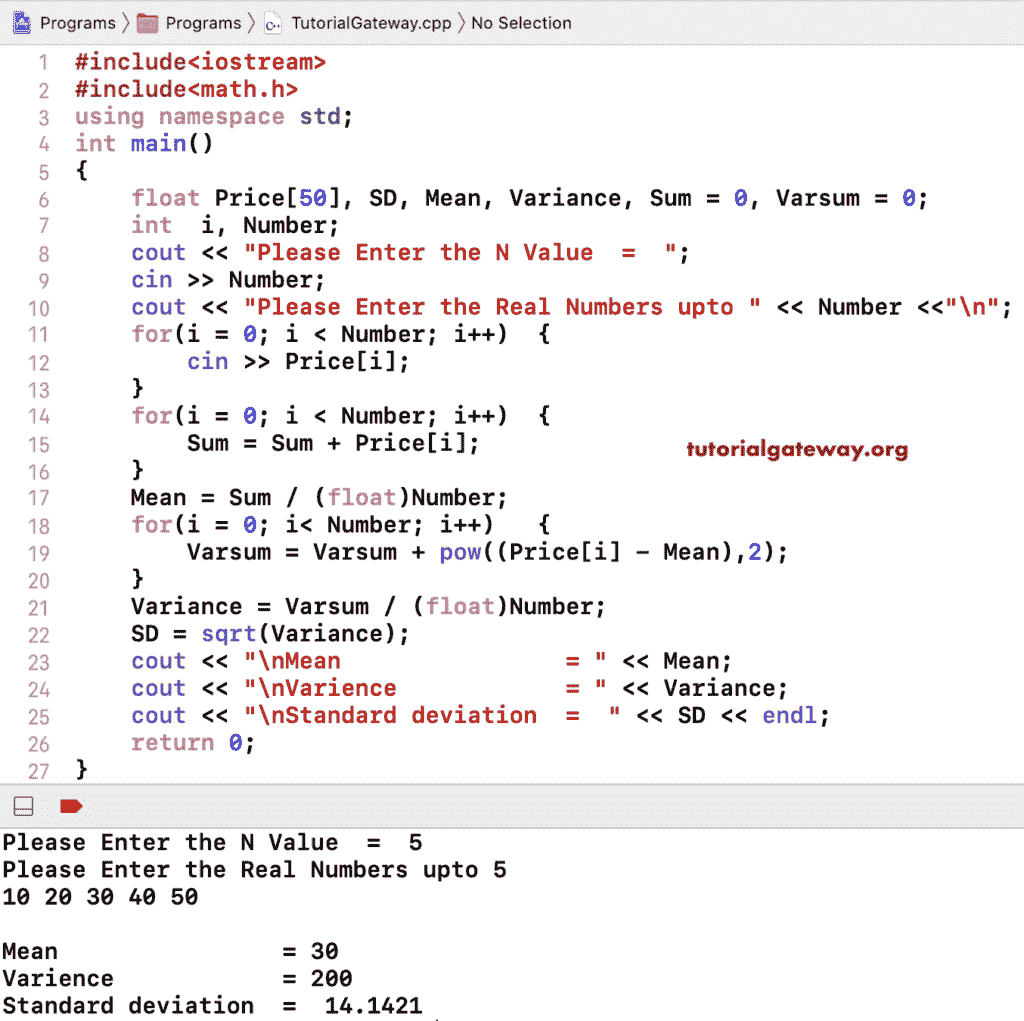 Programs 〉 Programs 〉 TutorialGateway.cpp 〉 No Selection
1 #include<iostream>
2 #include<math.h>
3 using namespace std;
4 int main()
5 {
6     float Price[50], SD, Mean, Variance, Sum = 0, Varsum = 0;
7     int  i, Number;
8     cout << "Please Enter the N Value  =  ";
9     cin >> Number;
10     cout << "Please Enter the Real Numbers upto " << Number <<"\n";
11     for(i = 0; i < Number; i++)  {
12         cin >> Price[i];
13     }
14     for(i = 0; i < Number; i++)  {
15         Sum = Sum + Price[i];
tutorialgateway.org
16     }
17     Mean = Sum / (float)Number;
18     for(i = 0; i< Number; i++)   {
19         Varsum = Varsum + pow((Price[i] - Mean),2);
20     }
21     Variance = Varsum / (float)Number;
22     SD = sqrt(Variance);
23     cout << "\nMean                = " << Mean;
24     cout << "\nVarience            = " << Variance;
25     cout << "\nStandard deviation  =  " << SD << endl;
26     return 0;
27 }
Please Enter the N Value  =  5
Please Enter the Real Numbers upto 5
10 20 30 40 50
Mean                = 30
Varience            = 200
Standard deviation  =  14.1421